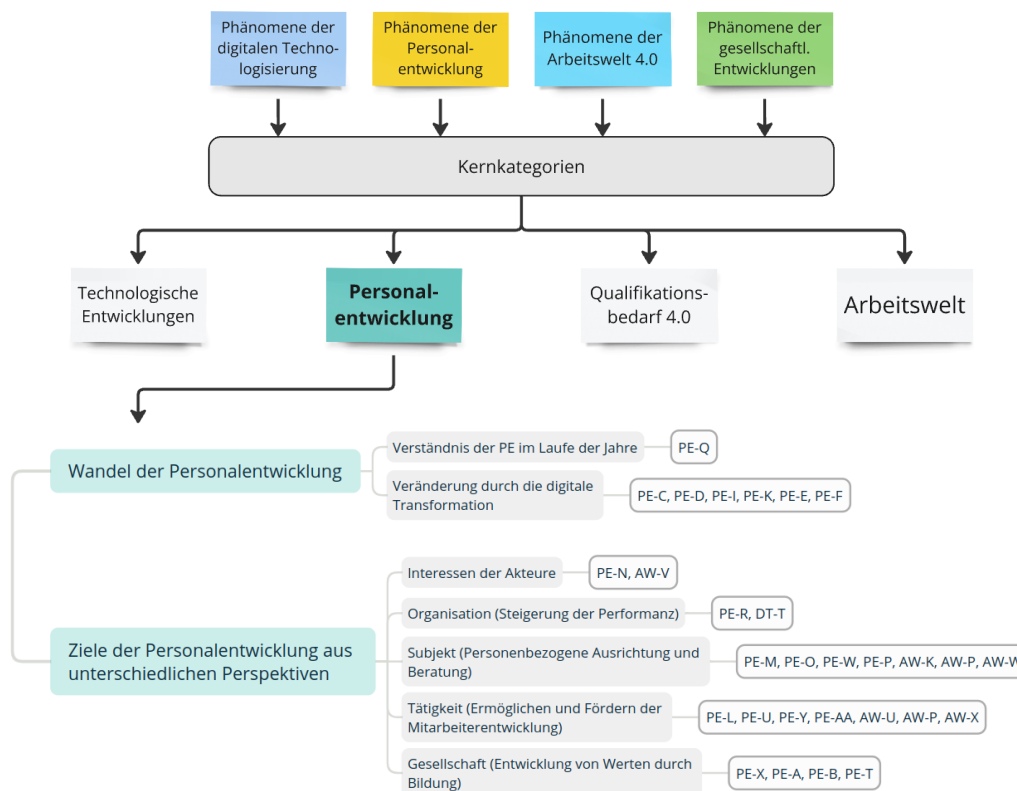 Phänomene der
digitalen Techno-
logisierung
Phänomene der
Personal-
entwicklung
Phänomene der
Arbeitswelt 4.0
Phänomene der
gesellschaftl.
Entwicklungen
Kernkategorien
Technologische
Entwicklungen
Personal-
entwicklung
Qualifikations-
bedarf 4.0
Arbeitswelt
Wandel der Personalentwicklung
Verständnis der PE im Laufe der Jahre
PE-Q
Veränderung durch die digitale
Transformation
PE-C, PE-D, PE-I, PE-K, PE-E, PE-F
Ziele der Personalentwicklung aus
unterschiedlichen Perspektiven
Interessen der Akteure
PE-N, AW-V
Organisation (Steigerung der Performanz)
PE-R, DT-T
Subjekt (Personenbezogene Ausrichtung und
Beratung)
PE-M, PE-O, PE-W, PE-P, AW-K, AW-P, AW-W
Tätigkeit (Ermöglichen und Fördern der
Mitarbeiterentwicklung)
PE-L, PE-U, PE-Y, PE-AA, AW-U, AW-P, AW-X
Gesellschaft (Entwicklung von Werten durch
Bildung)
PE-X, PE-A, PE-B, PE-T